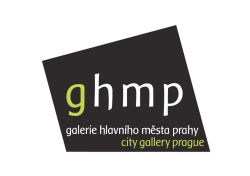 ghmp
galerie hlavního města prahy
city gallery prague